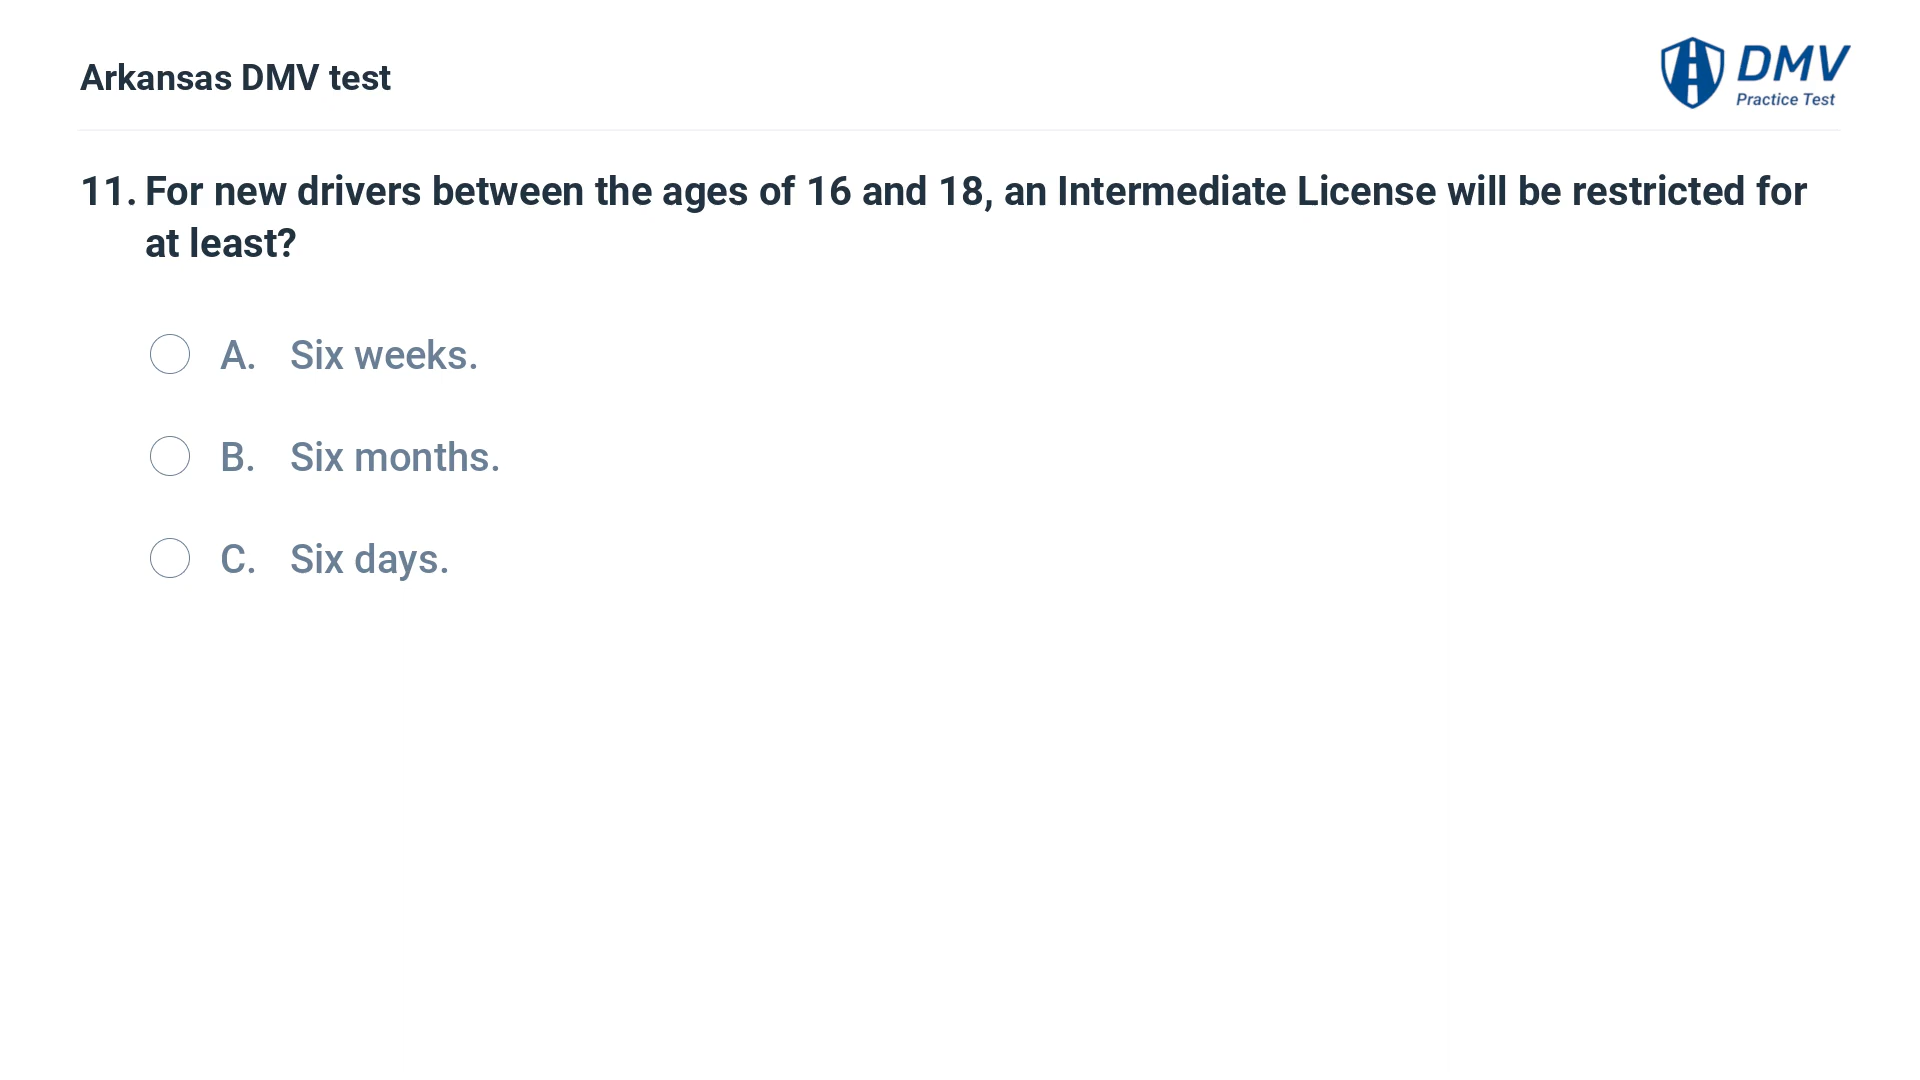 Arkansas DMV test
DMV
Practice Test
11. For new drivers between the ages of 16 and 18, an Intermediate License will be restricted for
at least?
A. Six weeks.
B. Six months.
C. Six days.